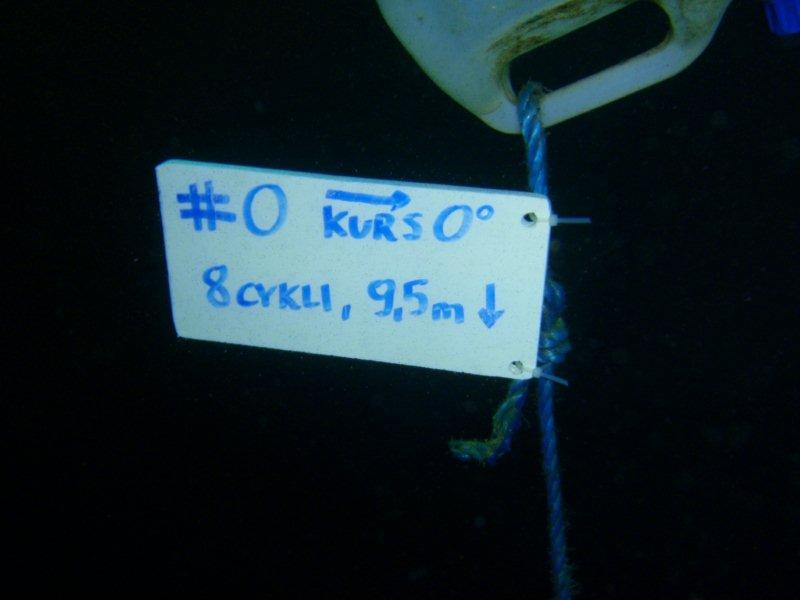 #0 → KURS 0°
8 CYKLI, 9,5m ↓